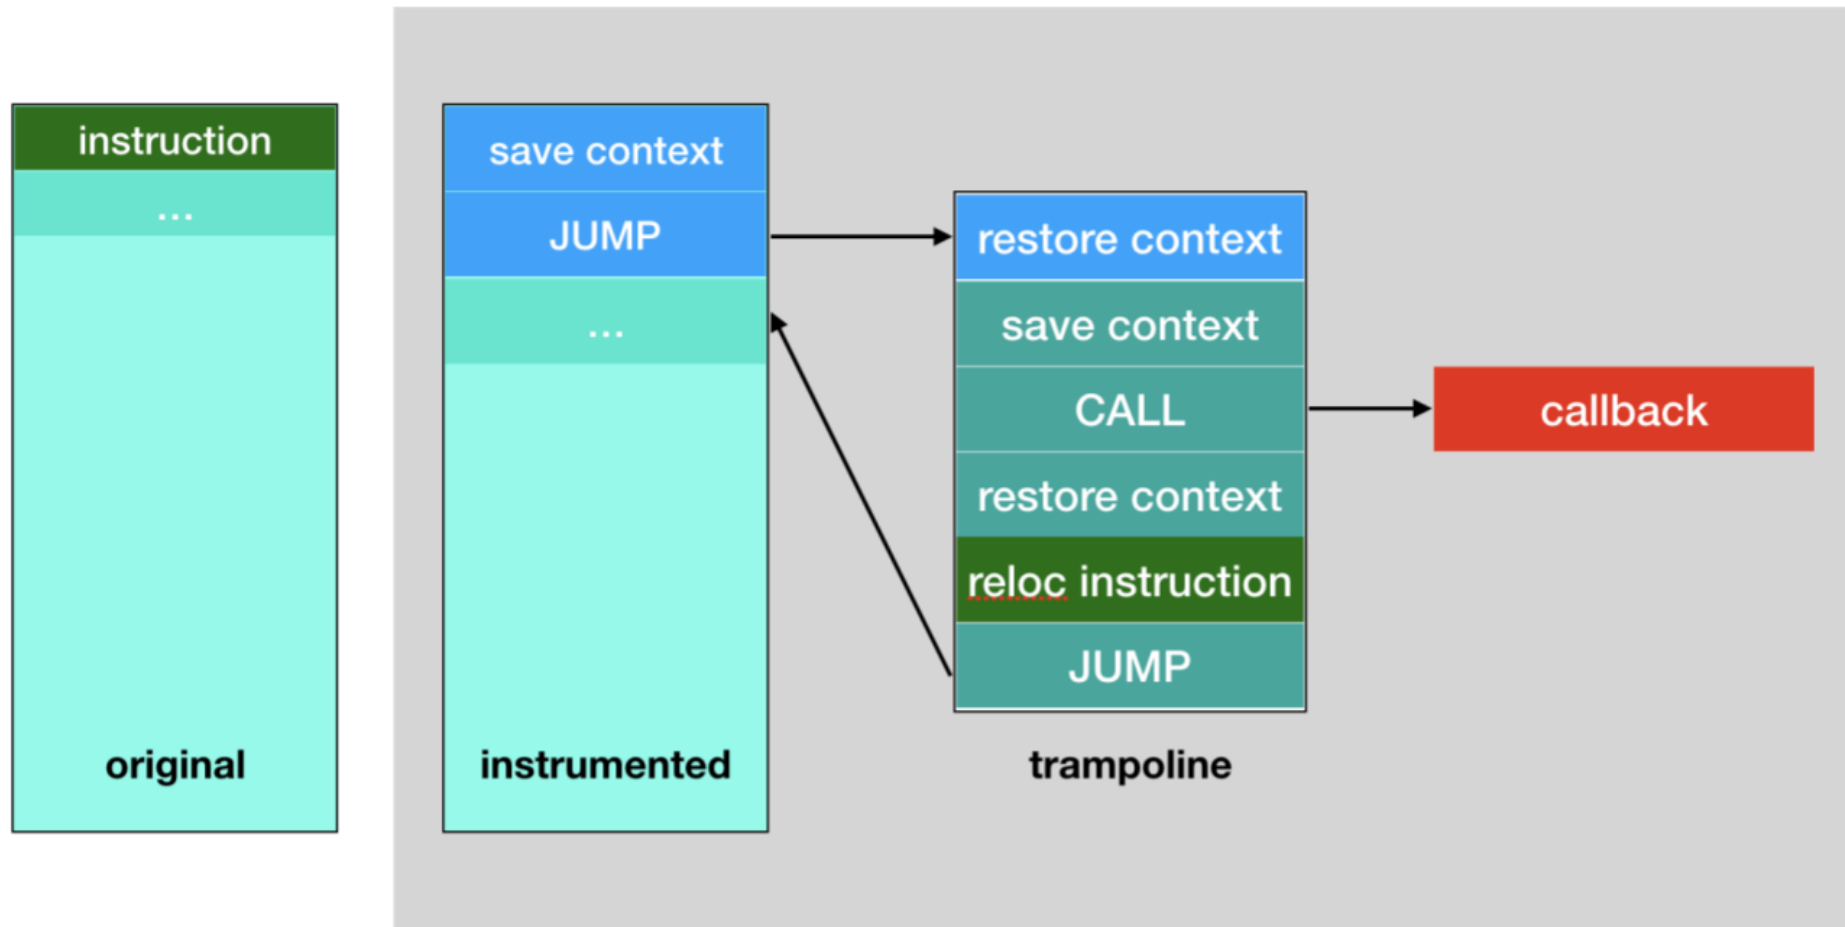 instruction
...
original
save context
JUMP
...
instrumented
restore context
save context
CALL
restore context
reloc instruction
JUMP
trampoline
callback